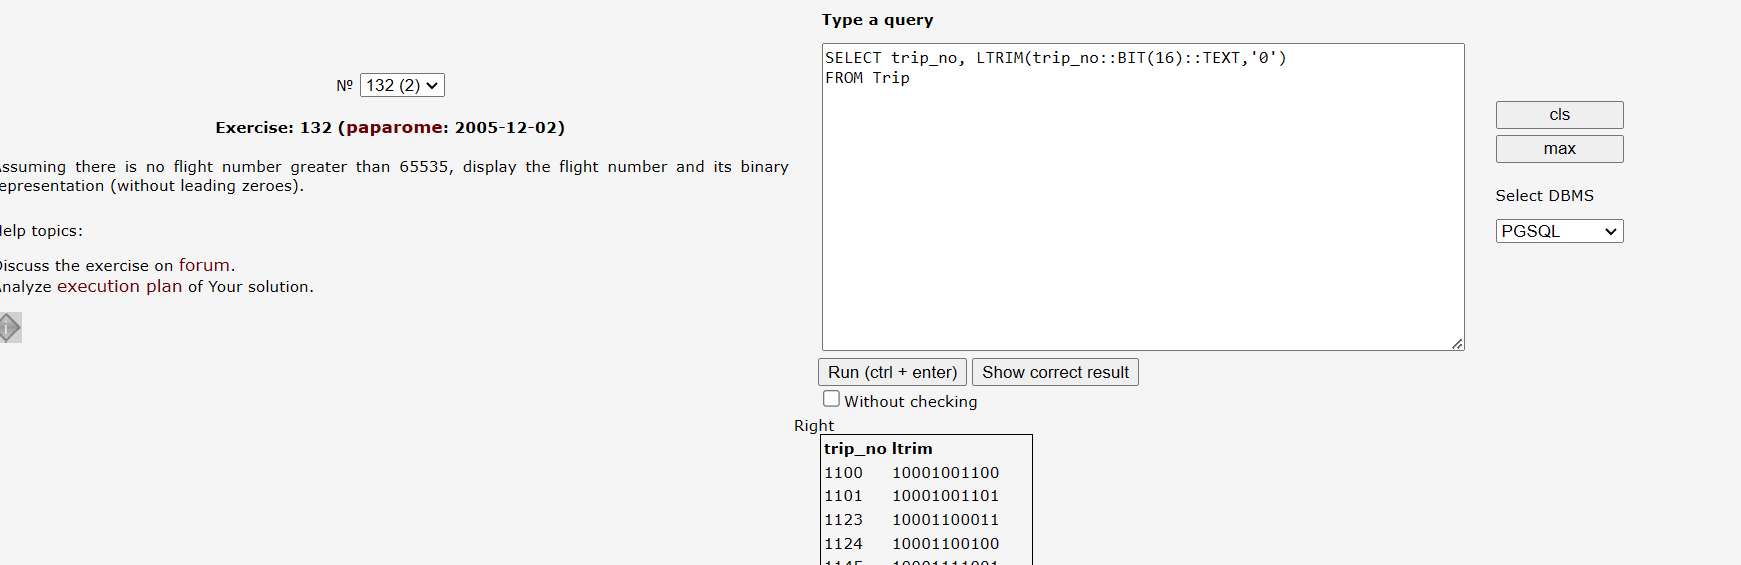 Type a query
SELECT trip_no, LTRIM(trip_no::BIT(16)::TEXT,'0')
FROM Trip
№ 132 (2)
Exercise: 132 (paparome: 2005-12-02)
ssuming there is no flight number greater than 65535, display the flight number and its binary
epresentation (without leading zeroes).
elp topics:
iscuss the exercise on forum.
nalyze execution plan of Your solution.
cls
max
Select DBMS
PGSQL
Run (ctrl + enter) Show correct result
Without checking
Right
trip_no ltrim
1100 10001001100
1101 10001001101
1123 10001100011
1124 10001100100